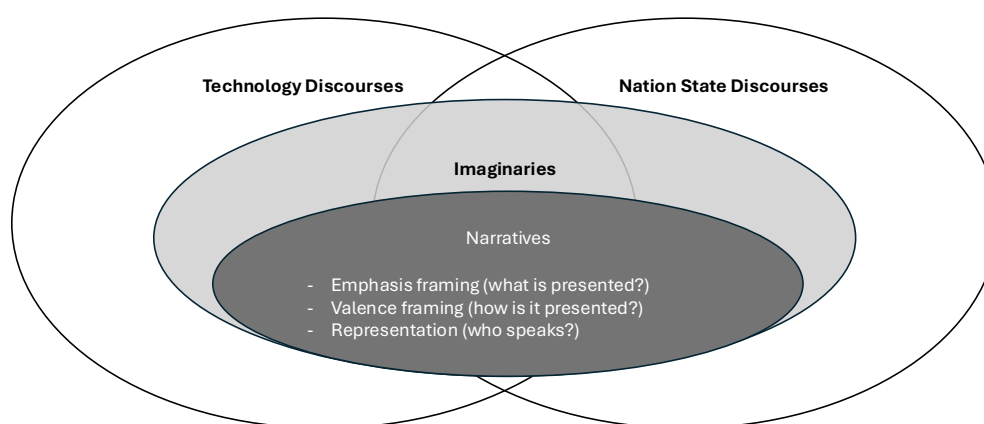 Technology Discourses
Nation State Discourses
Imaginaries
Narratives
- Emphasis framing (what is presented?)
- Valence framing (how is it presented?)
- Representation (who speaks?)